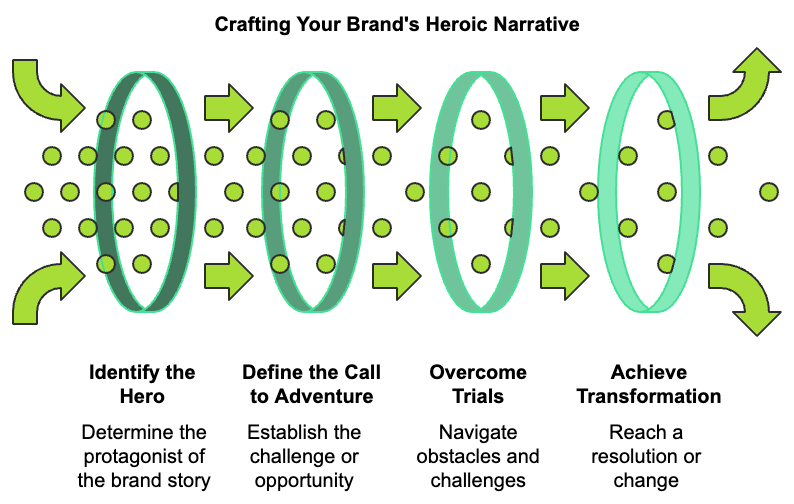 Crafting Your Brand's Heroic Narrative
Identify the
Hero
Determine the
protagonist of
the brand story
Define the Call
to Adventure
Establish the
challenge or
opportunity
Overcome
Trials
Navigate
obstacles and
challenges
Achieve
Transformation
Reach a
resolution or
change